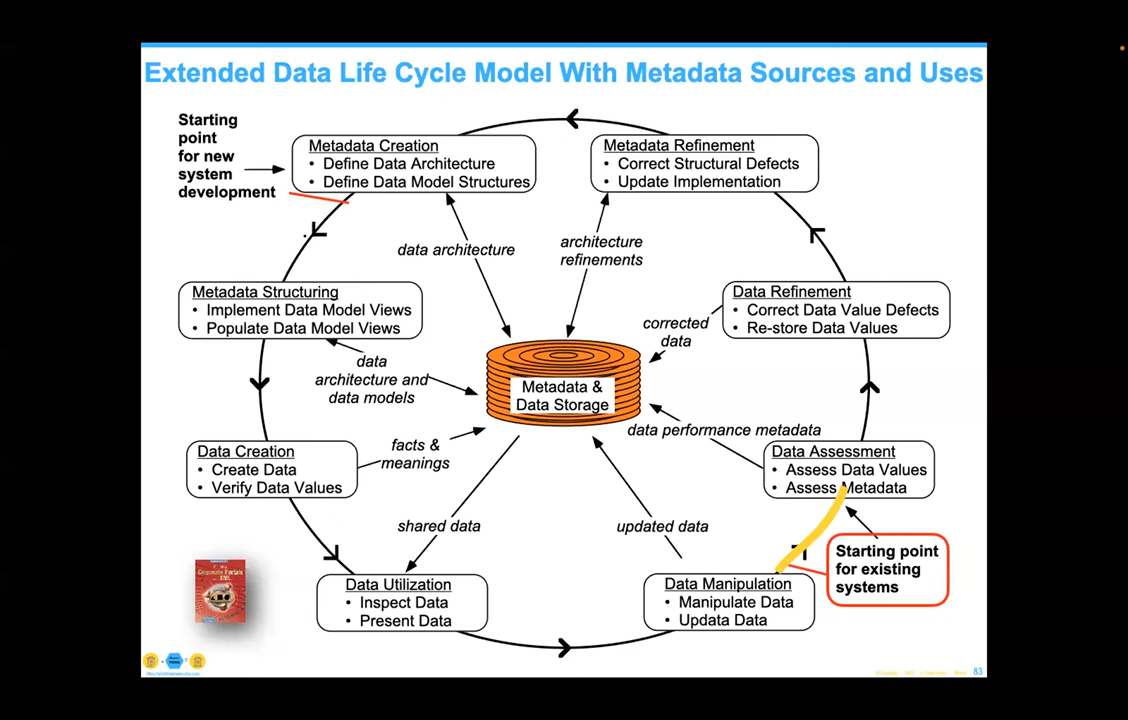 Extended Data Life Cycle Model With Metadata Sources and Uses
Starting
point
for new
system
development
Metadata Creation
• Define Data Architecture
• Define Data Model Structures
Metadata Refinement
• Correct Structural Defects
• Update Implementation
data architecture
architecture
refinements
Metadata Structuring
• Implement Data Model Views
• Populate Data Model Views
Data Refinement
• Correct Data Value Defects
• Re-store Data Values
corrected
data
data
architecture and
data models
Metadata &
Data Storage
data performance metadata
facts &
meanings
Data Creation
• Create Data
• Verify Data Values
Data Assessment
• Assess Data Values
• Assess Metadata
shared data
updated data
Starting point
for existing
systems
Data Utilization
• Inspect Data
• Present Data
Data Manipulation
• Manipulate Data
• Updata Data
Corporate Portals
83